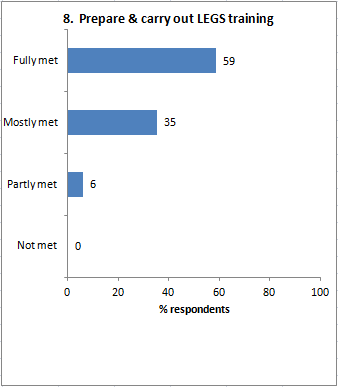 8. Prepare & carry out LEGS training
Fully met 59
Mostly met 35
Partly met 6
Not met 0
0 20 40 60 80 100
% respondents